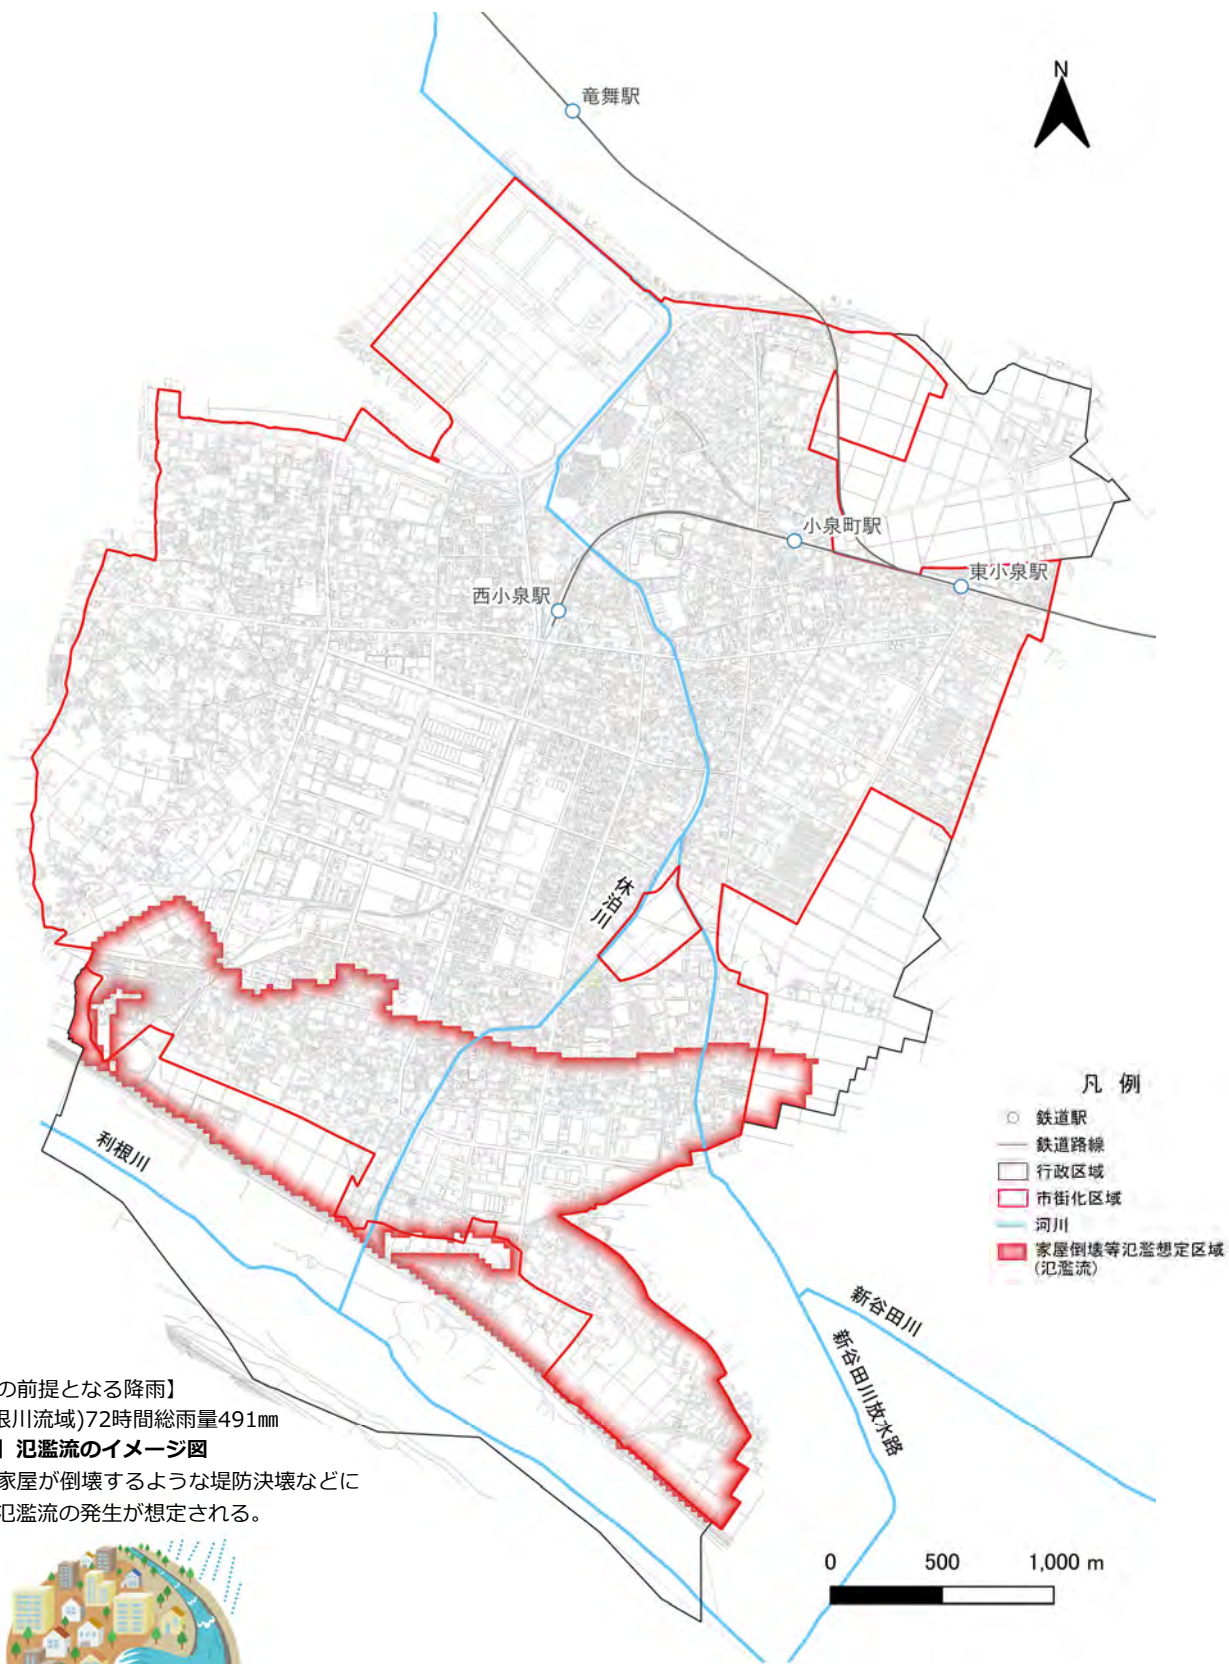 N
竜舞駅
小泉町駅
東小泉駅
西小泉駅
休泊川
利根川
凡 例
鉄道駅
鉄道路線
行政区域
市街化区域
河川
家屋倒壊等氾濫想定区域
(氾濫流)
新谷田川
新谷田川放水路
の前提となる降雨】
根川流域)72時間総雨量491㎜
】氾濫流のイメージ図
家屋が倒壊するような堤防決壊などに
氾濫流の発生が想定される。
0 500 1,000 m